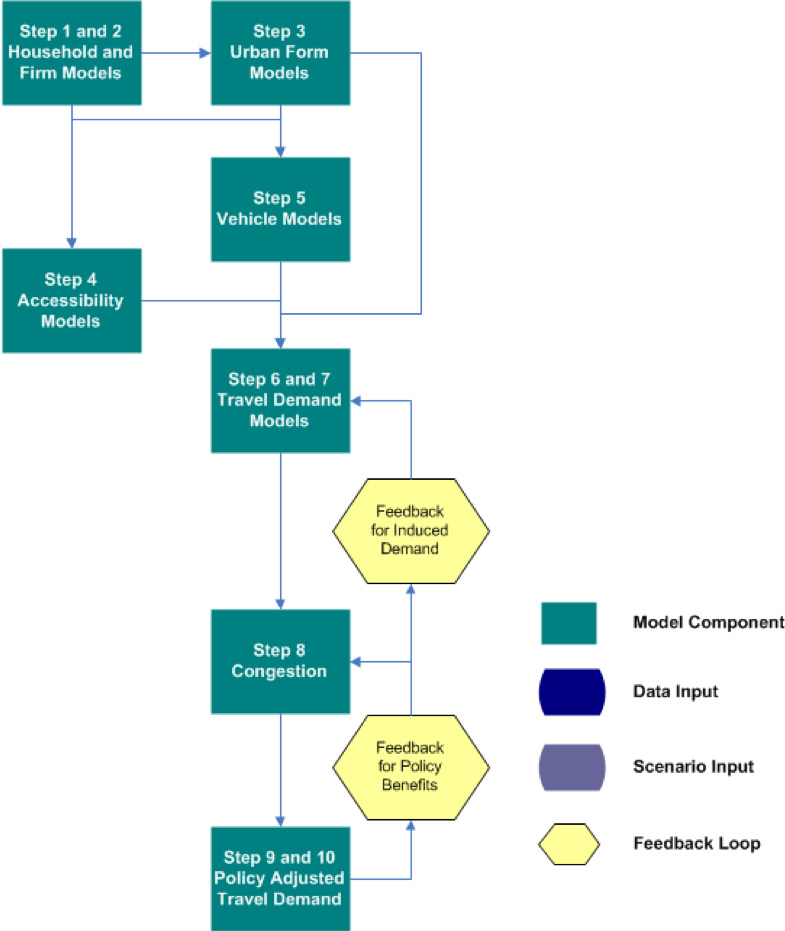 Step 1 and 2
Household and
Firm Models
Step 3
Urban Form
Models
Step 5
Vehicle Models
Step 4
Accessibility
Models
Step 6 and 7
Travel Demand
Models
Feedback
for Induced
Demand
Step 8
Congestion
Feedback
for Policy
Benefits
Step 9 and 10
Policy Adjusted
Travel Demand
Model Component
Data Input
Scenario Input
Feedback Loop